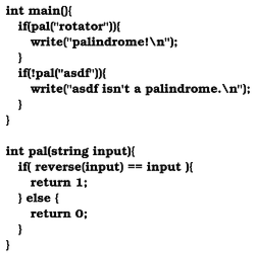 int main(){
if(pal("rotator")){
write("palindrome!\n");
}
if(!pal("asdf")){
write("asdf isn't a palindrome.\n");
}
}
int pal(string input){
if( reverse(input) == input ){
return 1;
} else {
return 0;
}
}